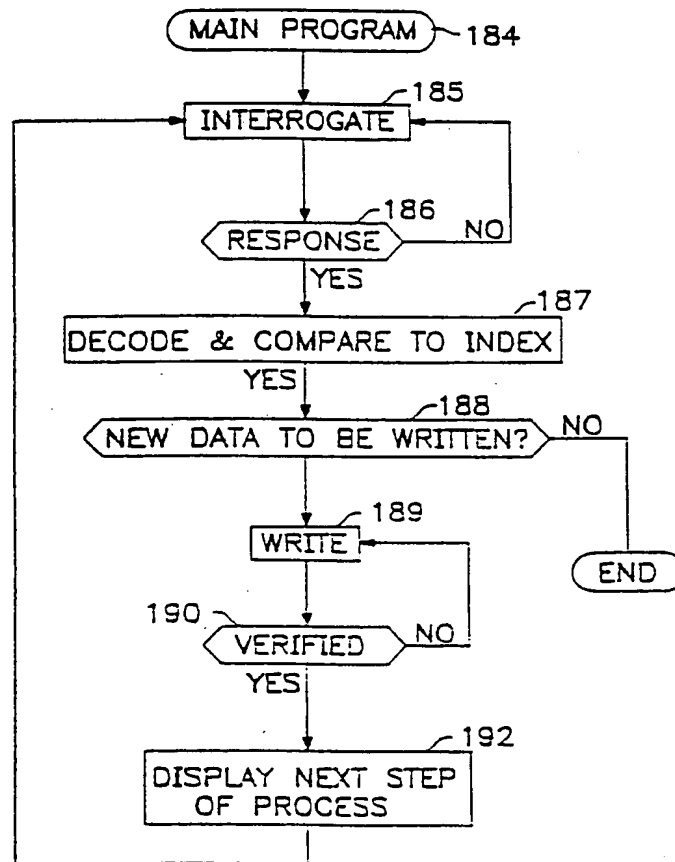 MAIN PROGRAM 184
185
INTERROGATE
186
RESPONSE NO
YES
187
DECODE & COMPARE TO INDEX
YES
188
NEW DATA TO BE WRITTEN? NO
189
WRITE
END
190
VERIFIED NO
YES
192
DISPLAY NEXT STEP
OF PROCESS